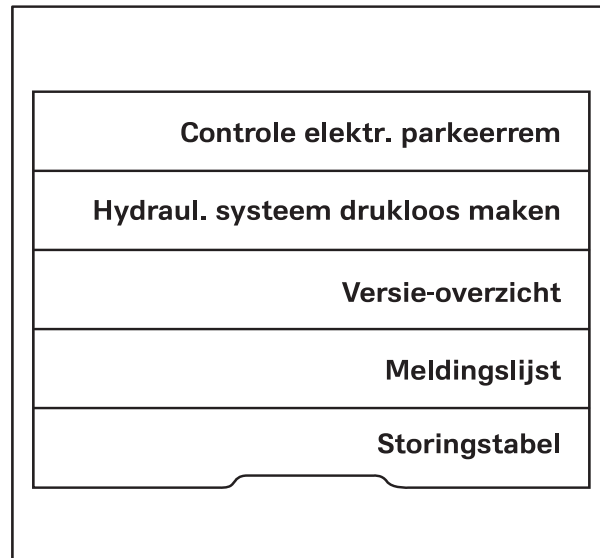 Controle elektr. parkeerrem
Hydraul. systeem drukloos maken
Versie-overzicht
Meldingslijst
Storingstabel